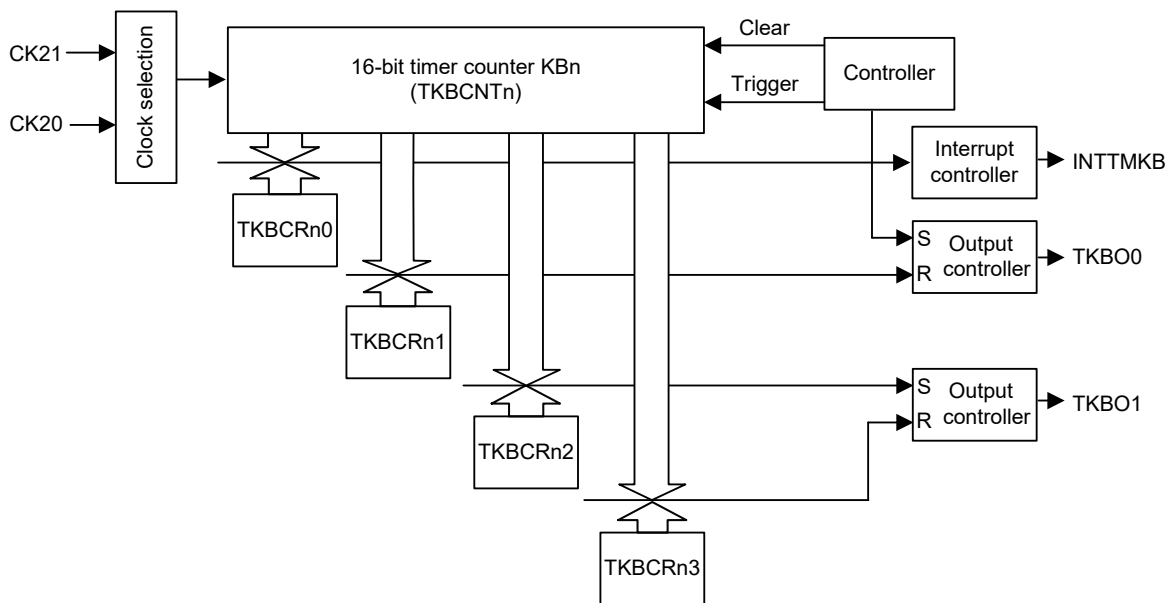 CK21
CK20
Clock selection
16-bit timer counter KBn
(TKBCNTn)
Clear
Trigger
Controller
Interrupt
controller
INTTMKB
TKBCRn0
S
R
Output
controller
TKBO0
TKBCRn1
S
R
Output
controller
TKBO1
TKBCRn2
TKBCRn3